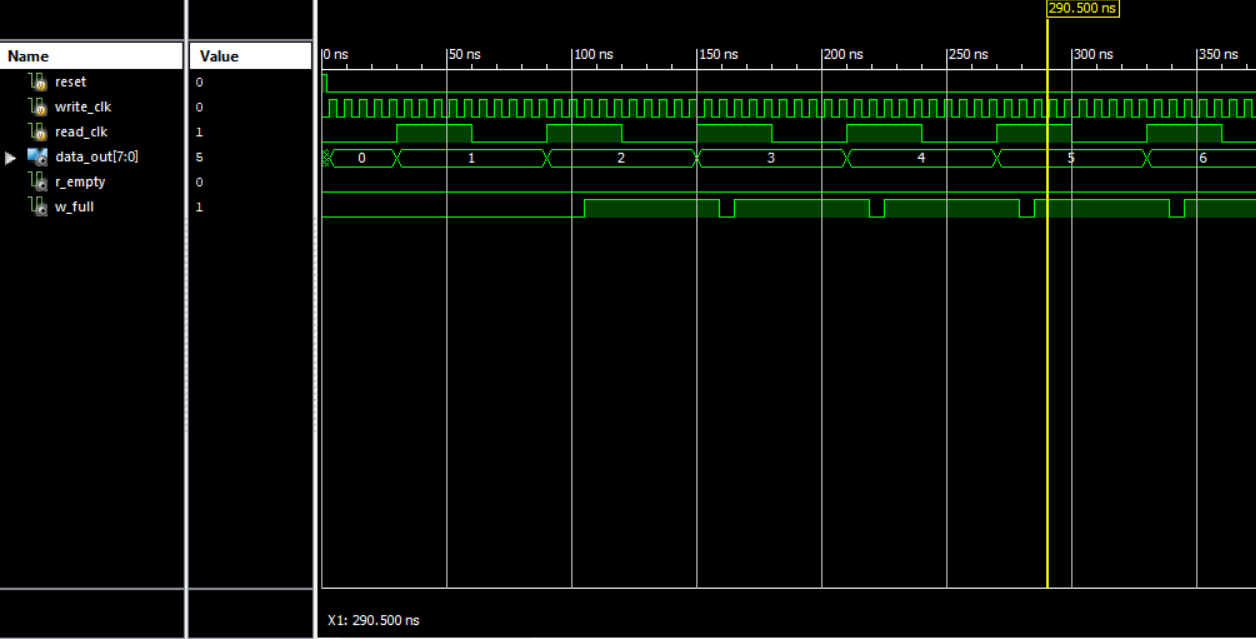 290.500 ns
Name Value 0 ns 50 ns 100 ns 150 ns 200 ns 250 ns 300 ns 350 ns
reset 0
write_clk 0
read_clk 1
data_out[7:0] 5 0 1 2 3 4 5 6
r_empty 0
w_full 1
X1: 290.500 ns